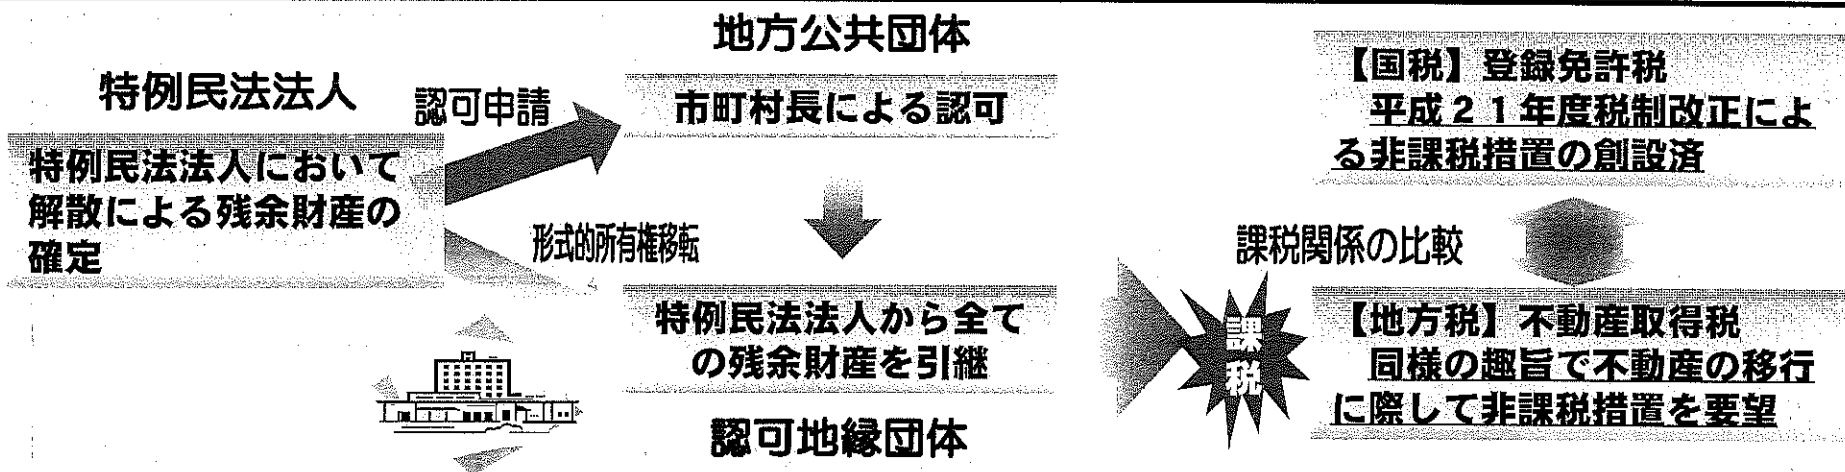 特例民法法人
特例民法法人において
解散による残余財産の
確定
認可申請
形式的所有権移転
地方公共団体
市町村長による認可
特例民法法人から全て
の残余財産を引継
認可地縁団体
課税
【国税】登録免許税
平成２１年度税制改正によ
る非課税措置の創設済
課税関係の比較
【地方税】不動産取得税
同様の趣旨で不動産の移行
に際して非課税措置を要望